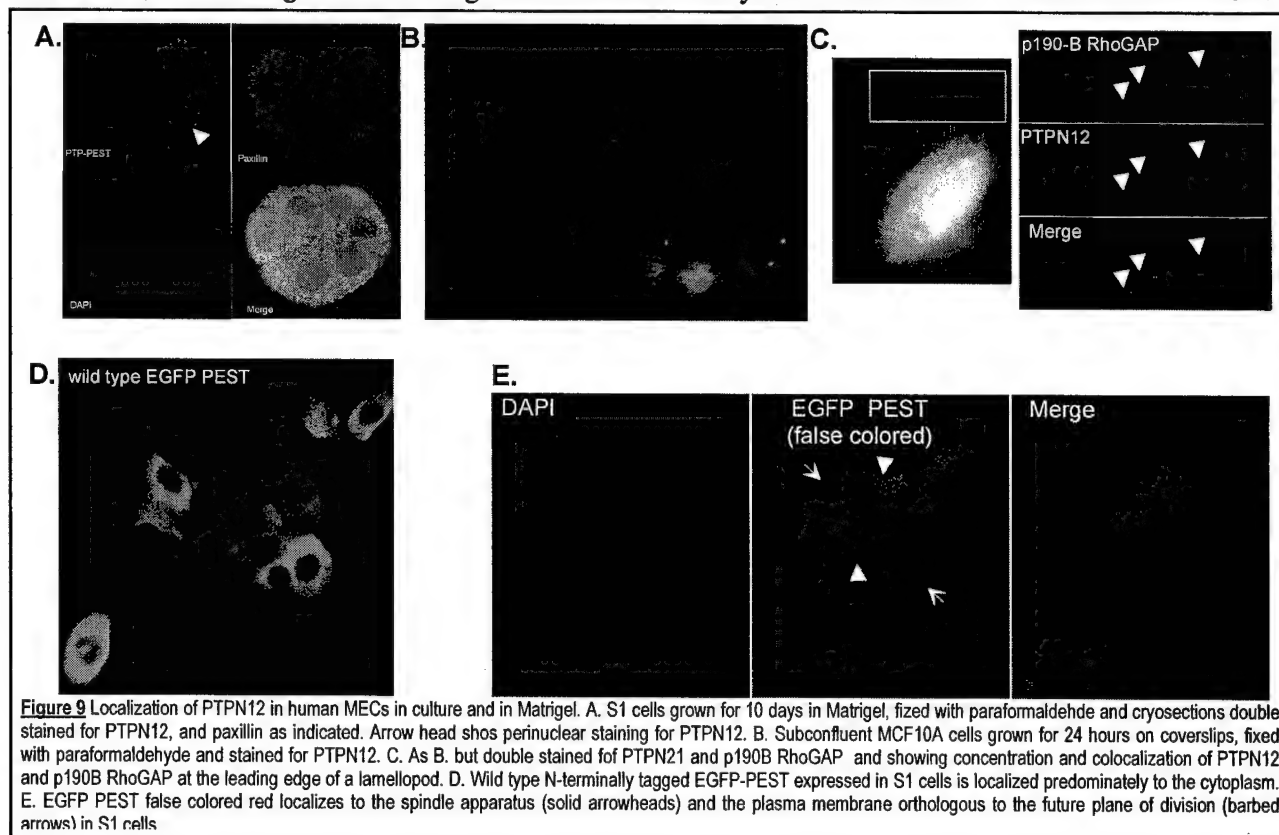 A.
B.
C.
p190-B RhoGAP
PTP-PEST
Paxillin
PTPN12
DAPI
Merge
Merge
D. wild type EGFP PEST
E.
DAPI
EGFP PEST
(false colored)
Merge
Figure 9 Localization of PTPN12 in human MECs in culture and in Matrigel. A. S1 cells grown for 10 days in Matrigel, fized with paraformaldehde and cryosections double
stained for PTPN12, and paxillin as indicated. Arrow head shos perinuclear staining for PTPN12. B. Subconfluent MCF10A cells grown for 24 hours on coverslips, fixed
with paraformaldehyde and stained for PTPN12. C. As B. but double stained fof PTPN21 and p190B RhoGAP and showing concentration and colocalization of PTPN12
and p190B RhoGAP at the leading edge of a lamellopod. D. Wild type N-terminally tagged EGFP-PEST expressed in S1 cells is localized predominately to the cytoplasm.
E. EGFP PEST false colored red localizes to the spindle apparatus (solid arrowheads) and the plasma membrane orthologous to the future plane of division (barbed
arrows) in S1 cells